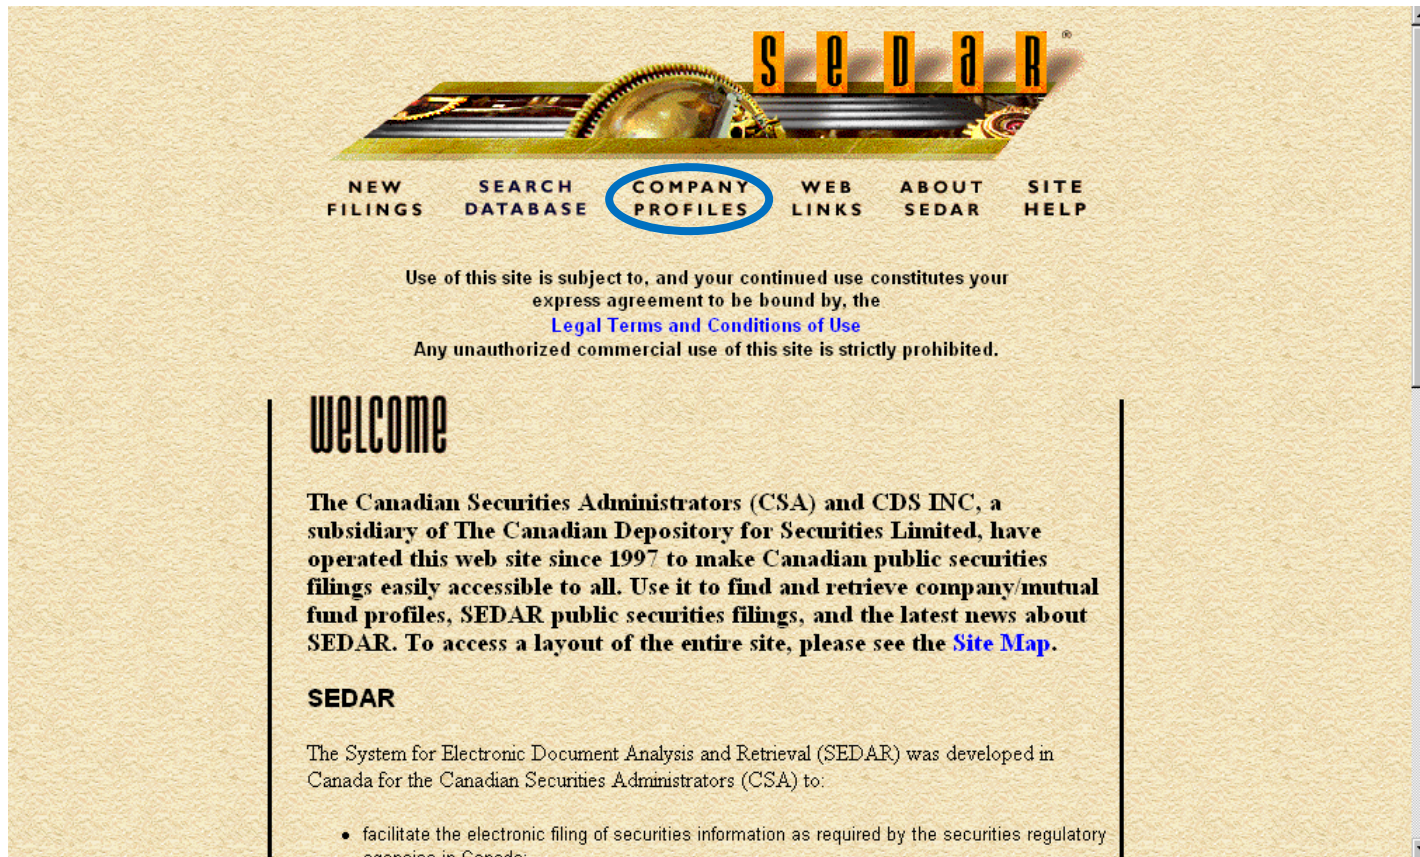 SeDaR®
NEW FILINGS SEARCH DATABASE COMPANY PROFILES WEB LINKS ABOUT SEDAR SITE HELP
Use of this site is subject to, and your continued use constitutes your
express agreement to be bound by, the
Legal Terms and Conditions of Use
Any unauthorized commercial use of this site is strictly prohibited.
WeLCOMe
The Canadian Securities Administrators (CSA) and CDS INC, a
subsidiary of The Canadian Depository for Securities Limited, have
operated this web site since 1997 to make Canadian public securities
filings easily accessible to all. Use it to find and retrieve company/mutual
fund profiles, SEDAR public securities filings, and the latest news about
SEDAR. To access a layout of the entire site, please see the Site Map.
SEDAR
The System for Electronic Document Analysis and Retrieval (SEDAR) was developed in
Canada for the Canadian Securities Administrators (CSA) to:
• facilitate the electronic filing of securities information as required by the securities regulatory
agencies in Canada;